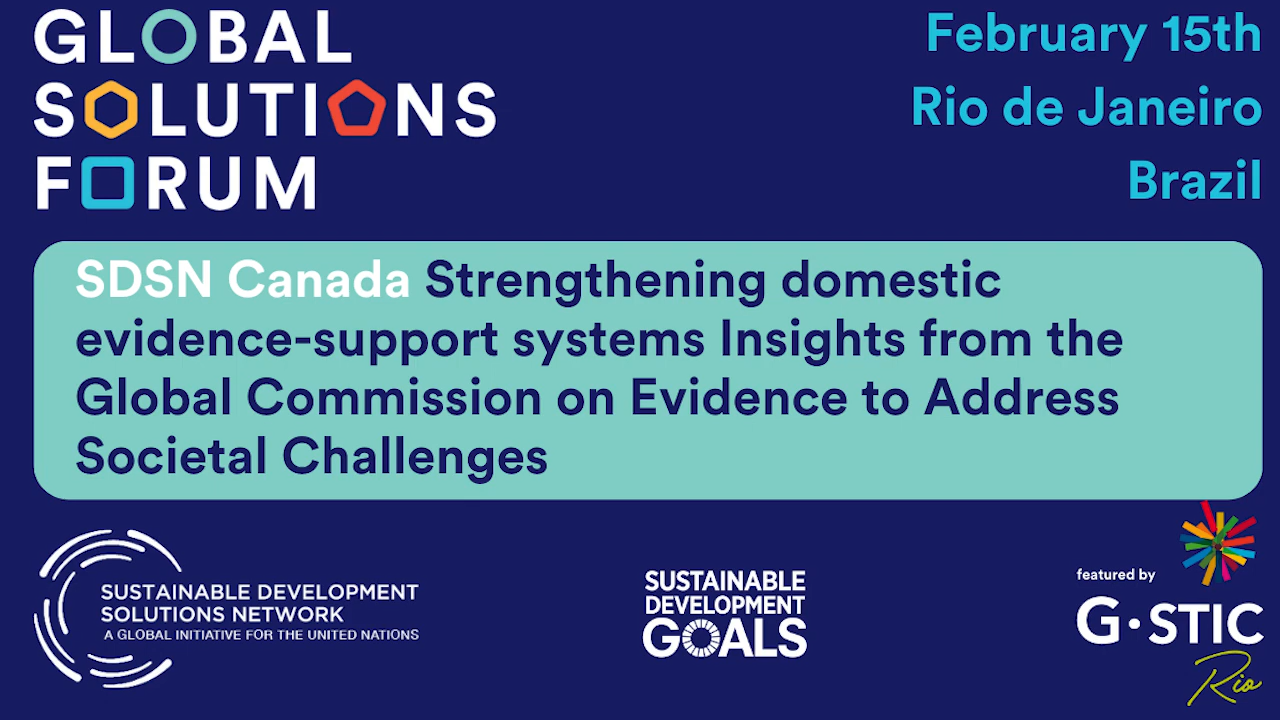 GLOBAL
SOLUTIONS
FORUM
February 15th
Rio de Janeiro
Brazil
SDSN Canada Strengthening domestic
evidence-support systems Insights from the
Global Commission on Evidence to Address
Societal Challenges
SUSTAINABLE DEVELOPMENT
SOLUTIONS NETWORK
A GLOBAL INITIATIVE FOR THE UNITED NATIONS
SUSTAINABLE
DEVELOPMENT
GOALS
featured by
G·STIC
Rio